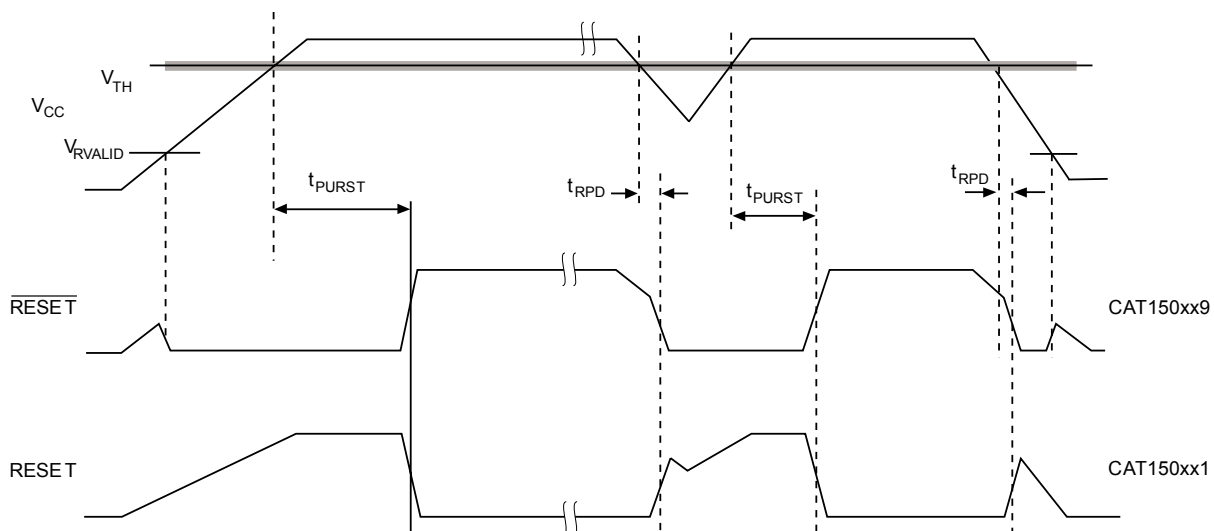 V_TH
V_CC
V_RVALID
t_PURST
t_RPD
t_PURST
t_RPD
RESET
CAT150xx9
RESET
CAT150xx1